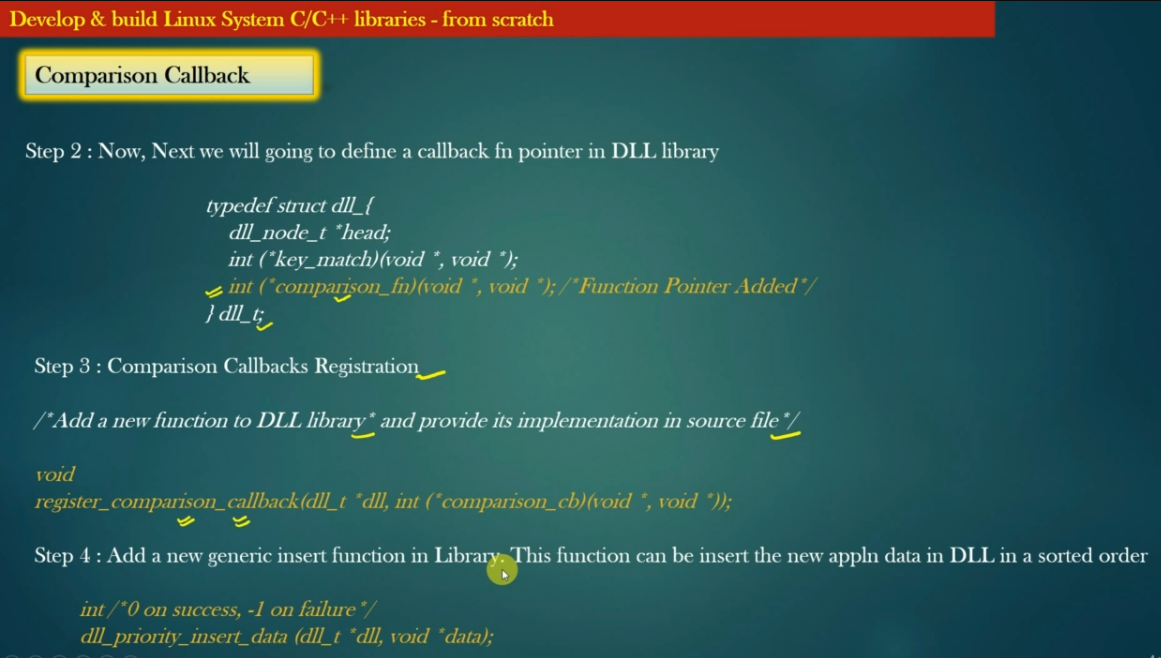 Develop & build Linux System C/C++ libraries - from scratch
Comparison Callback
Step 2 : Now, Next we will going to define a callback fn pointer in DLL library
typedef struct dll_{
dll_node_t *head;
int (*key_match)(void *, void *);
int (*comparison_fn)(void *, void *); /*Function Pointer Added*/
} dll_t;
Step 3 : Comparison Callbacks Registration
/*Add a new function to DLL library* and provide its implementation in source file*/
void
register_comparison_callback(dll_t *dll, int (*comparison_cb)(void *, void *));
Step 4 : Add a new generic insert function in Library. This function can be insert the new appln data in DLL in a sorted order
int /*0 on success, -1 on failure*/
dll_priority_insert_data (dll_t *dll, void *data);